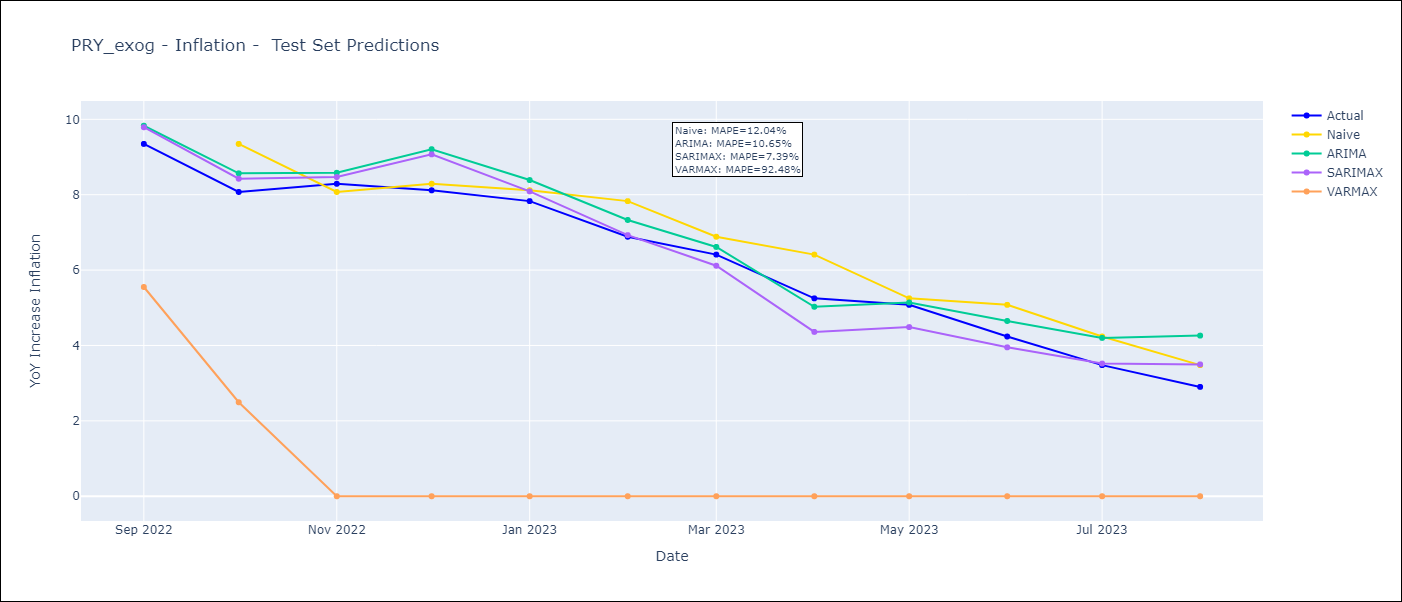 PRY_exog - Inflation -  Test Set Predictions
Actual
Naive
ARIMA
SARIMAX
VARMAX
Naive: MAPE=12.04%
ARIMA: MAPE=10.65%
SARIMAX: MAPE=7.39%
VARMAX: MAPE=92.48%
YoY Increase Inflation
10
8
6
4
2
0
Sep 2022
Nov 2022
Jan 2023
Mar 2023
May 2023
Jul 2023
Date